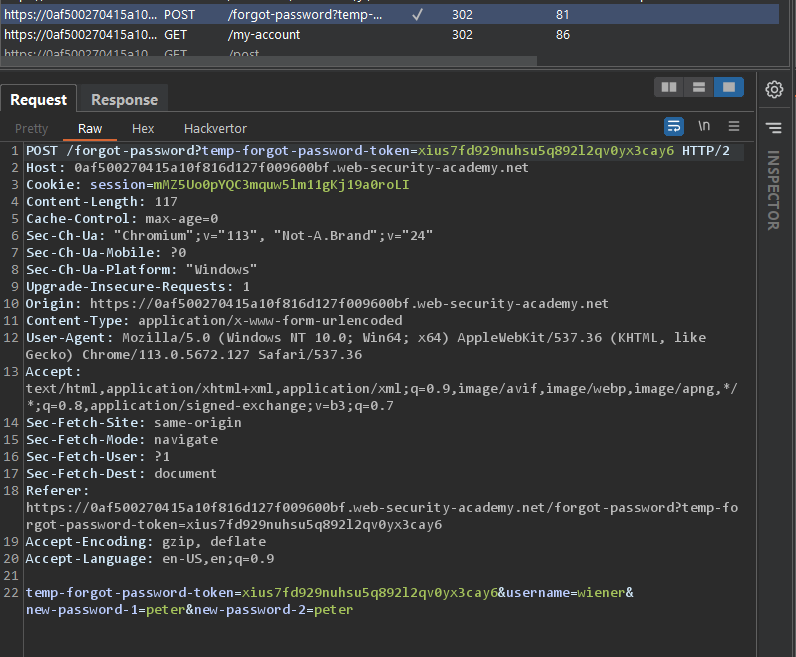 https://0af500270415a10... POST /forgot-password?temp-... ✓ 302 81
https://0af500270415a10... GET /my-account 302 86
https://0af500270415a10... GET /post
Request Response
Pretty Raw Hex Hackvertor \n
INSPECTOR
1 POST /forgot-password?temp-forgot-password-token=xius7fd929nuhsu5q892l2qv0yx3cay6 HTTP/2
2 Host: 0af500270415a10f816d127f009600bf.web-security-academy.net
3 Cookie: session=mMZ5Uo0pYQC3mquw5lm11gKj19a0roLI
4 Content-Length: 117
5 Cache-Control: max-age=0
6 Sec-Ch-Ua: "Chromium";v="113", "Not-A.Brand";v="24"
7 Sec-Ch-Ua-Mobile: ?0
8 Sec-Ch-Ua-Platform: "Windows"
9 Upgrade-Insecure-Requests: 1
10 Origin: https://0af500270415a10f816d127f009600bf.web-security-academy.net
11 Content-Type: application/x-www-form-urlencoded
12 User-Agent: Mozilla/5.0 (Windows NT 10.0; Win64; x64) AppleWebKit/537.36 (KHTML, like
Gecko) Chrome/113.0.5672.127 Safari/537.36
13 Accept:
text/html,application/xhtml+xml,application/xml;q=0.9,image/avif,image/webp,image/apng,*/
*;q=0.8,application/signed-exchange;v=b3;q=0.7
14 Sec-Fetch-Site: same-origin
15 Sec-Fetch-Mode: navigate
16 Sec-Fetch-User: ?1
17 Sec-Fetch-Dest: document
18 Referer:
https://0af500270415a10f816d127f009600bf.web-security-academy.net/forgot-password?temp-fo
rgot-password-token=xius7fd929nuhsu5q892l2qv0yx3cay6
19 Accept-Encoding: gzip, deflate
20 Accept-Language: en-US,en;q=0.9
21
22 temp-forgot-password-token=xius7fd929nuhsu5q892l2qv0yx3cay6&username=wiener&
new-password-1=peter&new-password-2=peter